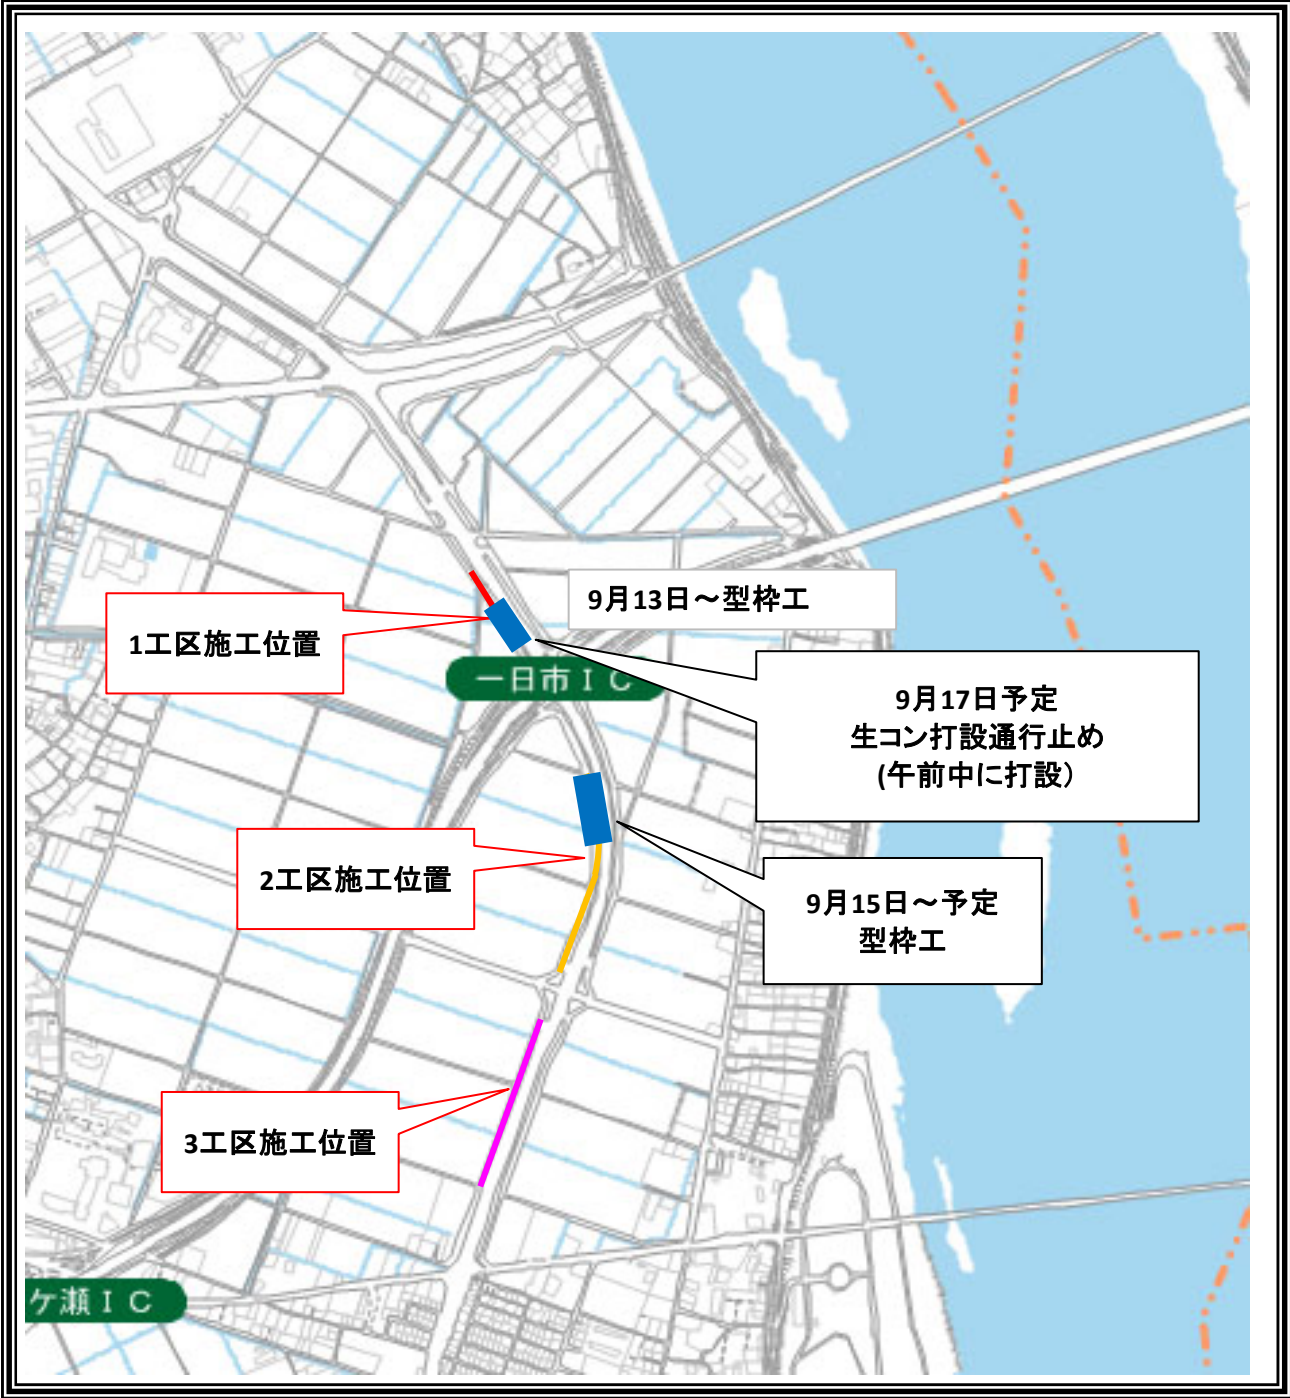 9月13日～型枠工
1工区施工位置
一日市ＩＣ
9月17日予定
生コン打設通行止め
(午前中に打設）
2工区施工位置
9月15日～予定
型枠工
3工区施工位置
ケ瀬ＩＣ